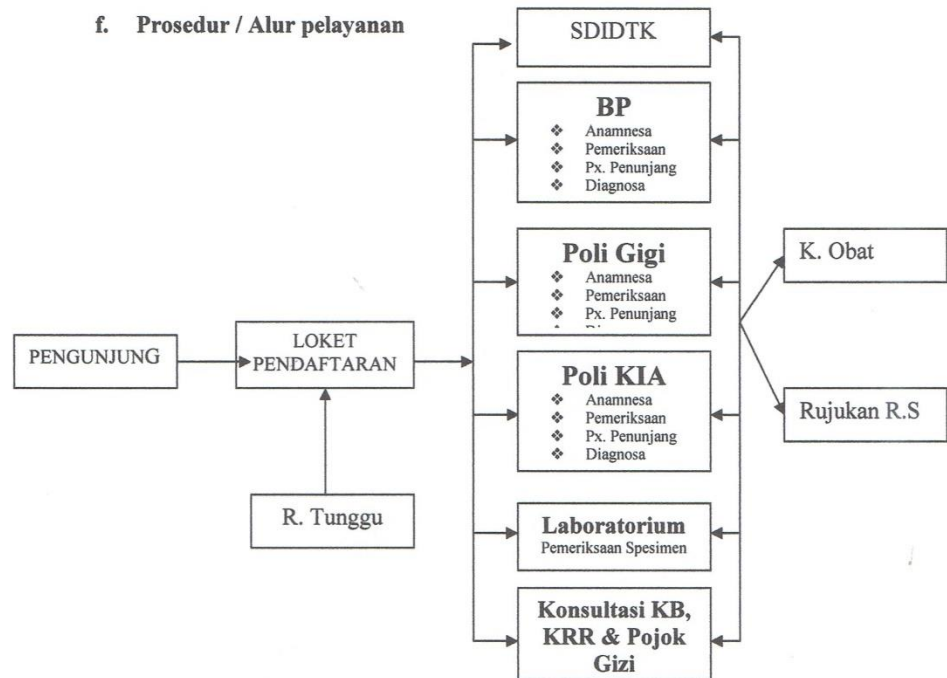 f. Prosedur / Alur pelayanan
SDIDTK
BP
❖ Anamnesa
❖ Pemeriksaan
❖ Px. Penunjang
❖ Diagnosa
Poli Gigi
❖ Anamnesa
❖ Pemeriksaan
❖ Px. Penunjang
K. Obat
PENGUNJUNG
LOKET
PENDAFTARAN
Poli KIA
❖ Anamnesa
❖ Pemeriksaan
❖ Px. Penunjang
❖ Diagnosa
Rujukan R.S
R. Tunggu
Laboratorium
Pemeriksaan Spesimen
Konsultasi KB,
KRR & Pojok
Gizi